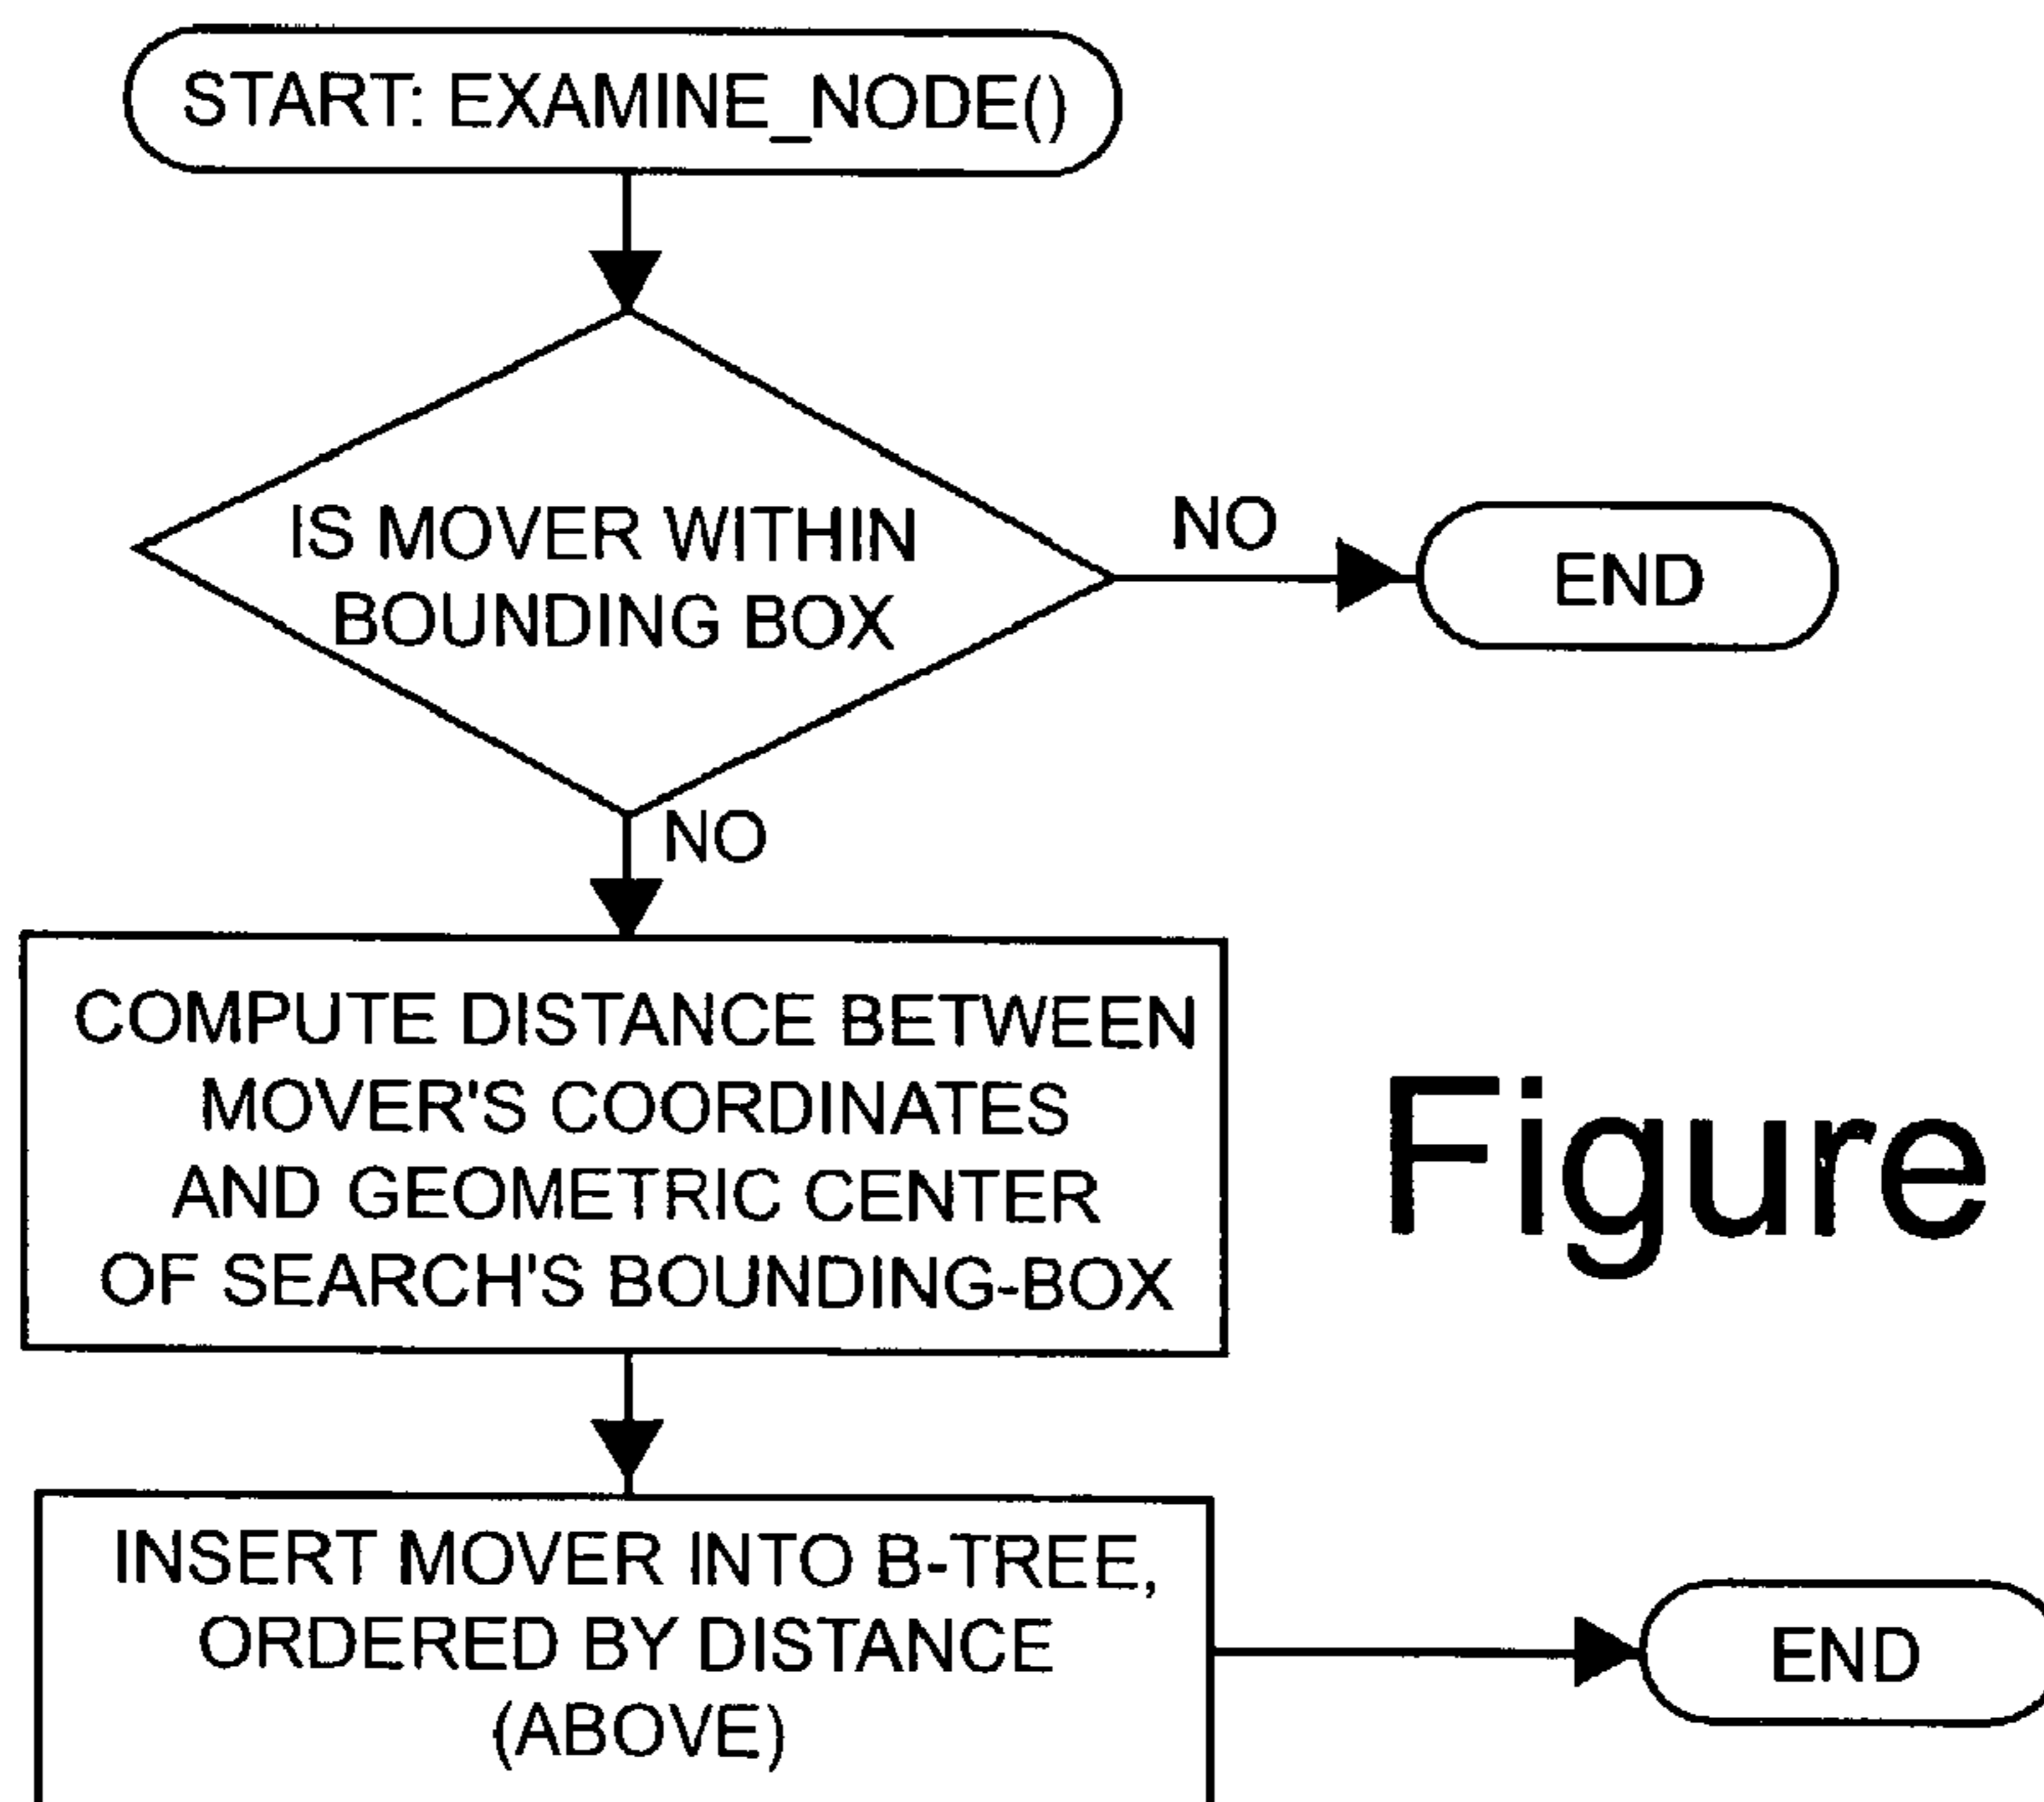 START: EXAMINE_NODE()
IS MOVER WITHIN
BOUNDING BOX
NO
END
NO
COMPUTE DISTANCE BETWEEN
MOVER'S COORDINATES
AND GEOMETRIC CENTER
OF SEARCH'S BOUNDING-BOX
Figure
INSERT MOVER INTO B-TREE,
ORDERED BY DISTANCE
(ABOVE)
END